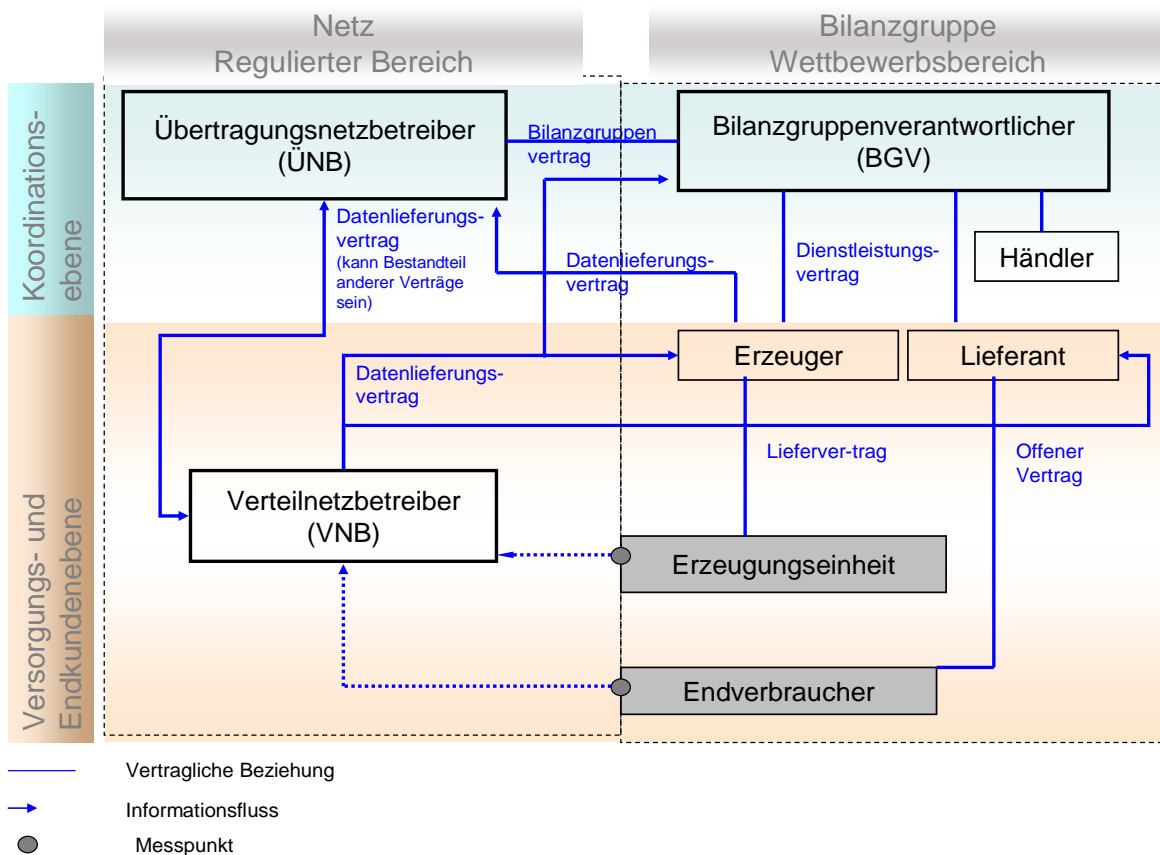 Netz
Regulierter Bereich
Bilanzgruppe
Wettbewerbsbereich
Koordinations-
ebene
Versorgungs- und
Endkundenebene
Übertragungsnetzbetreiber
(ÜNB)
Bilanzgruppen
vertrag
Bilanzgruppenverantwortlicher
(BGV)
Datenlieferungs-
vertrag
(kann Bestandteil
anderer Verträge
sein)
Datenlieferungs-
vertrag
Dienstleistungs-
vertrag
Händler
Erzeuger
Lieferant
Datenlieferungs-
vertrag
Lieferver-trag
Offener
Vertrag
Verteilnetzbetreiber
(VNB)
Erzeugungseinheit
Endverbraucher
Vertragliche Beziehung
Informationsfluss
Messpunkt